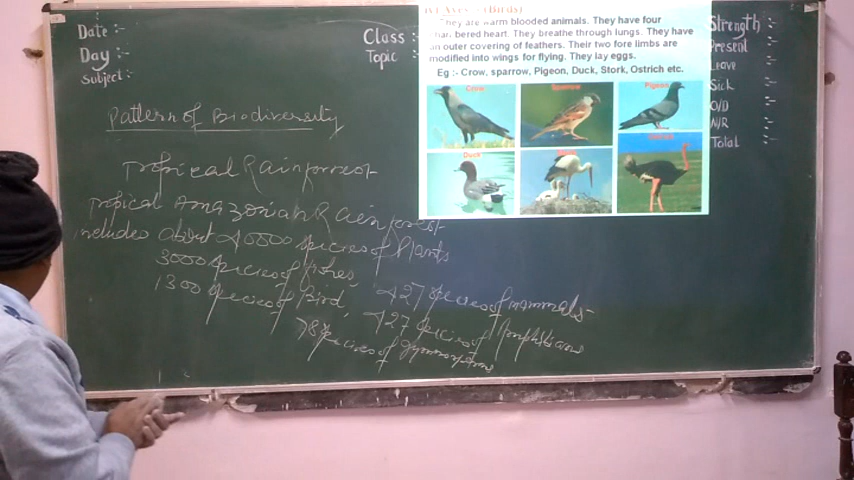 Date :-
Day :-
Subject :-
Class :-
Topic :-
Aves :- (Birds)
They are warm blooded animals. They have four
bered heart. They breathe through lungs. They have
an outer covering of feathers. Their two fore limbs are
modified into wings for flying. They lay eggs.
Eg :- Crow, sparrow, Pigeon, Duck, Stork, Ostrich etc.
Crow
Sparrow
Pigeon
Duck
Strength :-
Present
Leave
Sick
O/D
N/R
Total
Pattern of Biodiversity
Tropical Rainforest
Tropical Amazonian Rainforest
includes about 40000 species of Plants
3000 species of fishes,
1300 species of Bird, 427 species of mammals
427 species of
species of